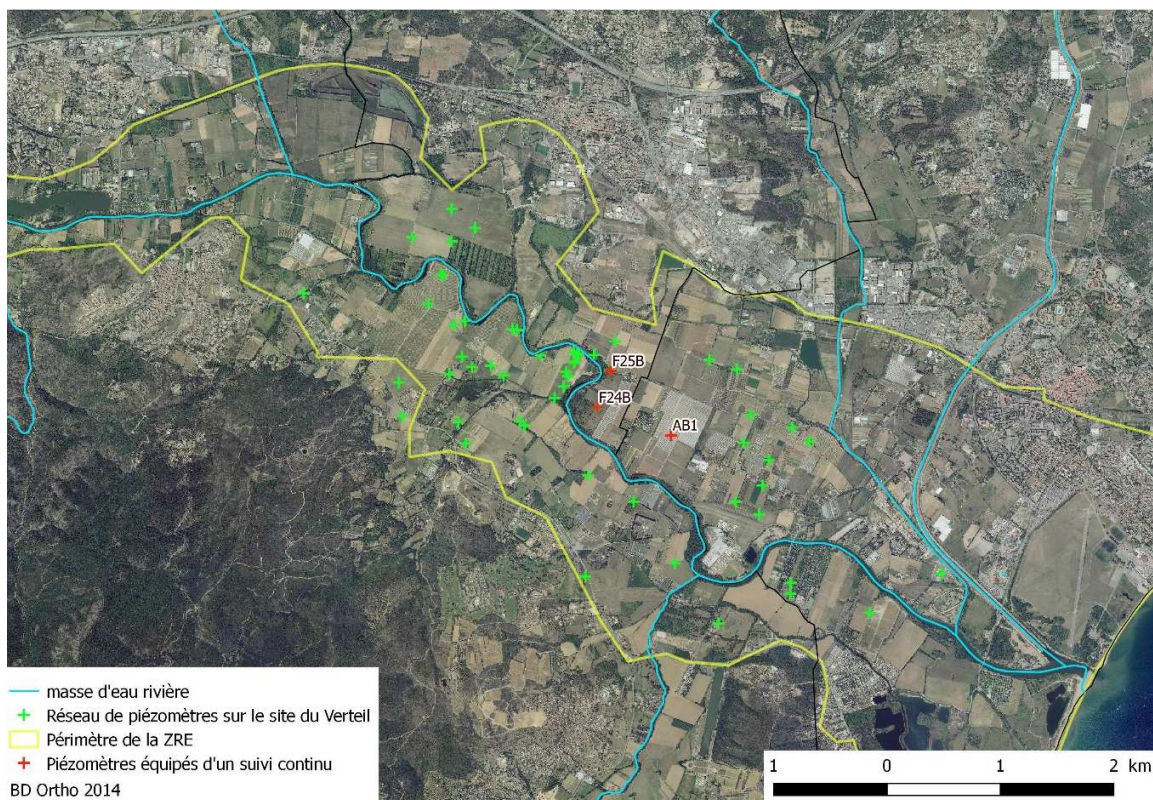 F25B
F24B
AB1
masse d'eau rivière
Réseau de piézomètres sur le site du Verteil
Périmètre de la ZRE
Piézomètres équipés d'un suivi continu
BD Ortho 2014
1 0 1 2 km